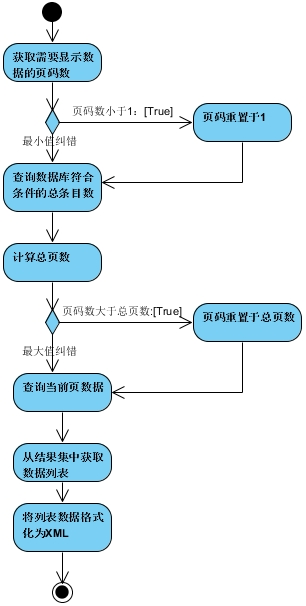 获取需要显示数
据的页码数
页码数小于1：[True]
页码重置于1
最小值纠错
查询数据库符合
条件的总条目数
计算总页数
页码数大于总页数:[True]
页码重置于总页数
最大值纠错
查询当前页数据
从结果集中获取
数据列表
将列表数据格式
化为XML